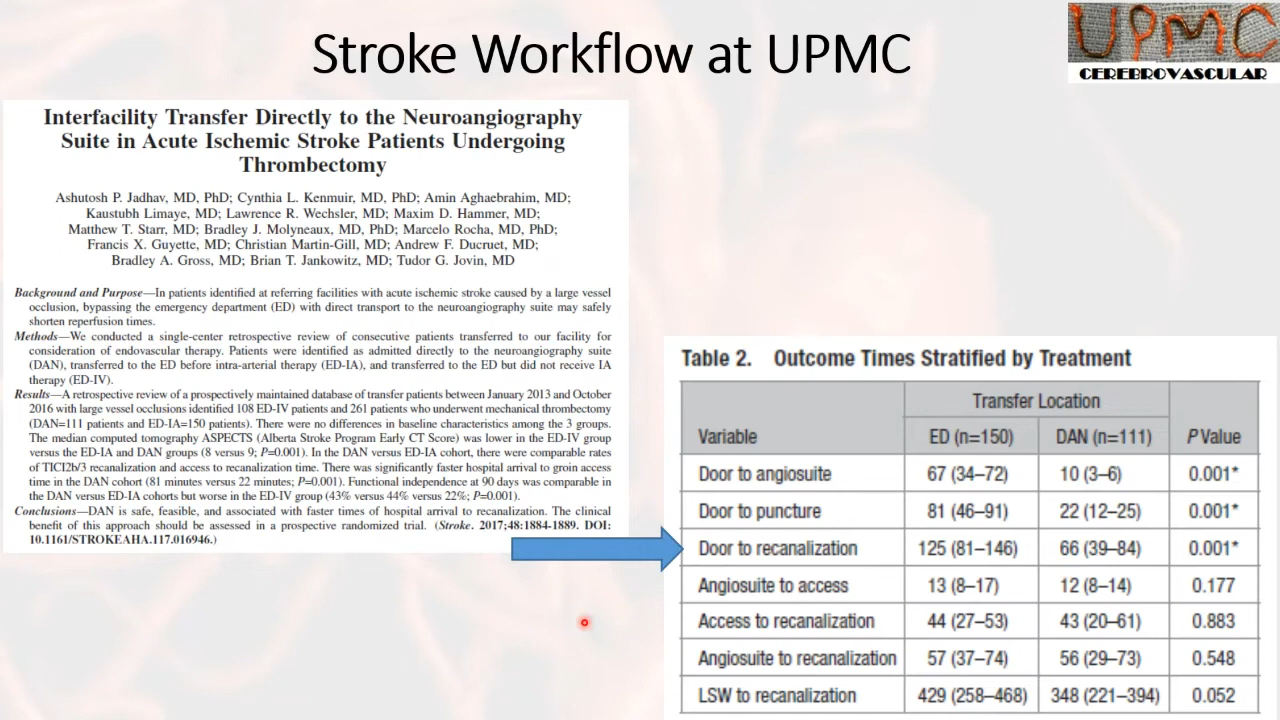 Stroke Workflow at UPMC
UPMC
CEREBROVASCULAR
Interfacility Transfer Directly to the Neuroangiography
Suite in Acute Ischemic Stroke Patients Undergoing
Thrombectomy
Ashutosh P. Jadhav, MD, PhD; Cynthia L. Kenmuir, MD, PhD; Amin Aghaebrahim, MD;
Kaustubh Limaye, MD; Lawrence R. Wechsler, MD; Maxim D. Hammer, MD;
Matthew T. Starr, MD; Bradley J. Molyneaux, MD, PhD; Marcelo Rocha, MD, PhD;
Francis X. Guyette, MD; Christian Martin-Gill, MD; Andrew F. Ducruet, MD;
Bradley A. Gross, MD; Brian T. Jankowitz, MD; Tudor G. Jovin, MD
Background and Purpose—In patients identified at referring facilities with acute ischemic stroke caused by a large vessel
occlusion, bypassing the emergency department (ED) with direct transport to the neuroangiography suite may safely
shorten reperfusion times.
Methods—We conducted a single-center retrospective review of consecutive patients transferred to our facility for
consideration of endovascular therapy. Patients were identified as admitted directly to the neuroangiography suite
(DAN), transferred to the ED before intra-arterial therapy (ED-IA), and transferred to the ED but did not receive IA
therapy (ED-IV).
Results—A retrospective review of a prospectively maintained database of transfer patients between January 2013 and October
2016 with large vessel occlusions identified 108 ED-IV patients and 261 patients who underwent mechanical thrombectomy
(DAN=111 patients and ED-IA=150 patients). There were no differences in baseline characteristics among the 3 groups.
The median computed tomography ASPECTS (Alberta Stroke Program Early CT Score) was lower in the ED-IV group
versus the ED-IA and DAN groups (8 versus 9; P=0.001). In the DAN versus ED-IA cohort, there were comparable rates
of TICI2b/3 recanalization and access to recanalization time. There was significantly faster hospital arrival to groin access
time in the DAN cohort (81 minutes versus 22 minutes; P=0.001). Functional independence at 90 days was comparable in
the DAN versus ED-IA cohorts but worse in the ED-IV group (43% versus 44% versus 22%; P=0.001).
Conclusions—DAN is safe, feasible, and associated with faster times of hospital arrival to recanalization. The clinical
benefit of this approach should be assessed in a prospective randomized trial. (Stroke. 2017;48:1884-1889. DOI:
10.1161/STROKEAHA.117.016946.)
Table 2. Outcome Times Stratified by Treatment
Transfer Location
Variable ED (n=150) DAN (n=111) P Value
Door to angiosuite 67 (34–72) 10 (3–6) 0.001*
Door to puncture 81 (46–91) 22 (12–25) 0.001*
Door to recanalization 125 (81–146) 66 (39–84) 0.001*
Angiosuite to access 13 (8–17) 12 (8–14) 0.177
Access to recanalization 44 (27–53) 43 (20–61) 0.883
Angiosuite to recanalization 57 (37–74) 56 (29–73) 0.548
LSW to recanalization 429 (258–468) 348 (221–394) 0.052